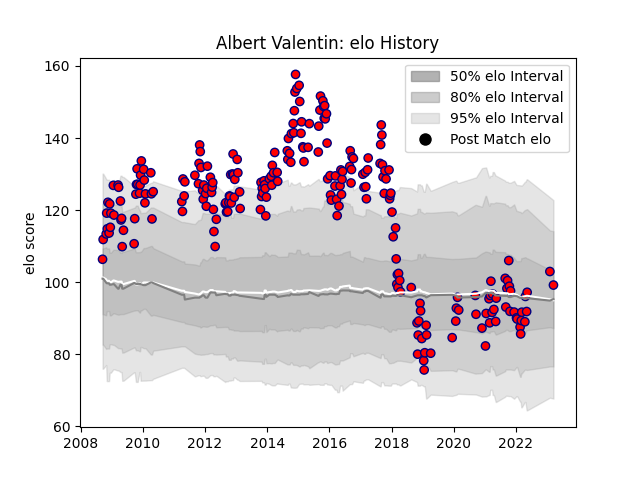 Albert Valentin: elo History
160
140
120
100
80
60
elo score
2008
2010
2012
2014
2016
2018
2020
2022
50% elo Interval
80% elo Interval
95% elo Interval
Post Match elo